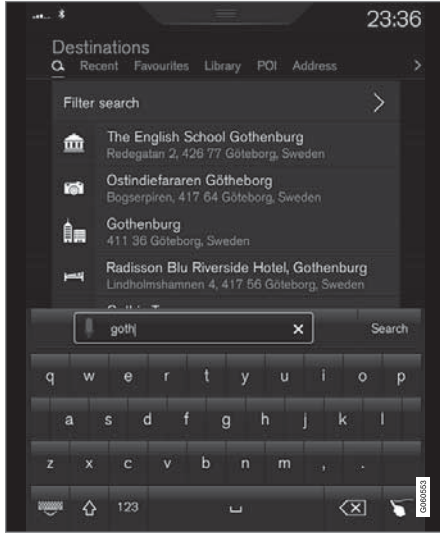 23:36
Destinations
Recent Favourites Library POI Address
Filter search
The English School Gothenburg
Redegatan 2, 426 77 Göteborg, Sweden
Ostindiefararen Götheborg
Bogserpiren, 417 64 Göteborg, Sweden
Gothenburg
411 36 Göteborg, Sweden
Radisson Blu Riverside Hotel, Gothenburg
Lindholmshamnen 4, 417 56 Göteborg, Sweden
goth Search
q w e r t y u i o p
a s d f g h j k l
z x c v b n m , .
123
G060553